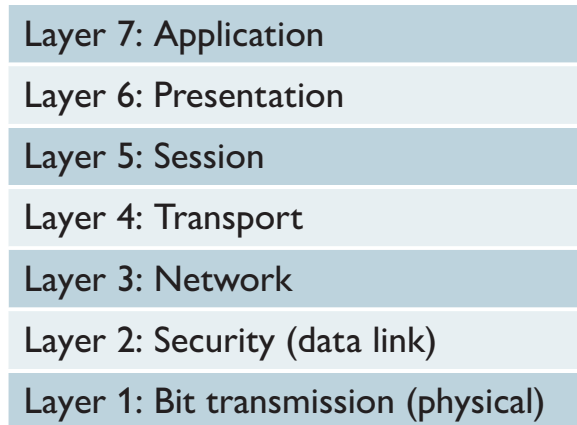 Layer 7: Application
Layer 6: Presentation
Layer 5: Session
Layer 4: Transport
Layer 3: Network
Layer 2: Security (data link)
Layer 1: Bit transmission (physical)